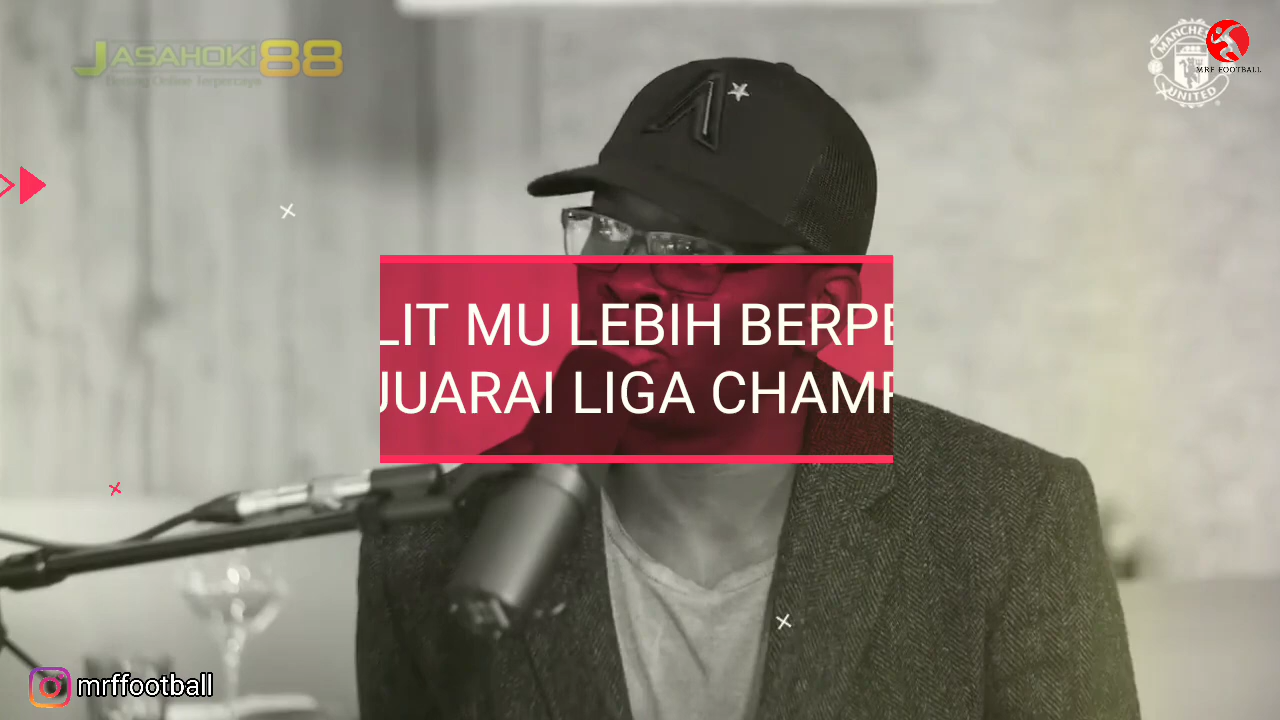 JASAHOKI88
MANCHESTER
UNITED
MRF FOOTBALL
LIT MU LEBIH BERPE
JUARAI LIGA CHAMP
mrffootball